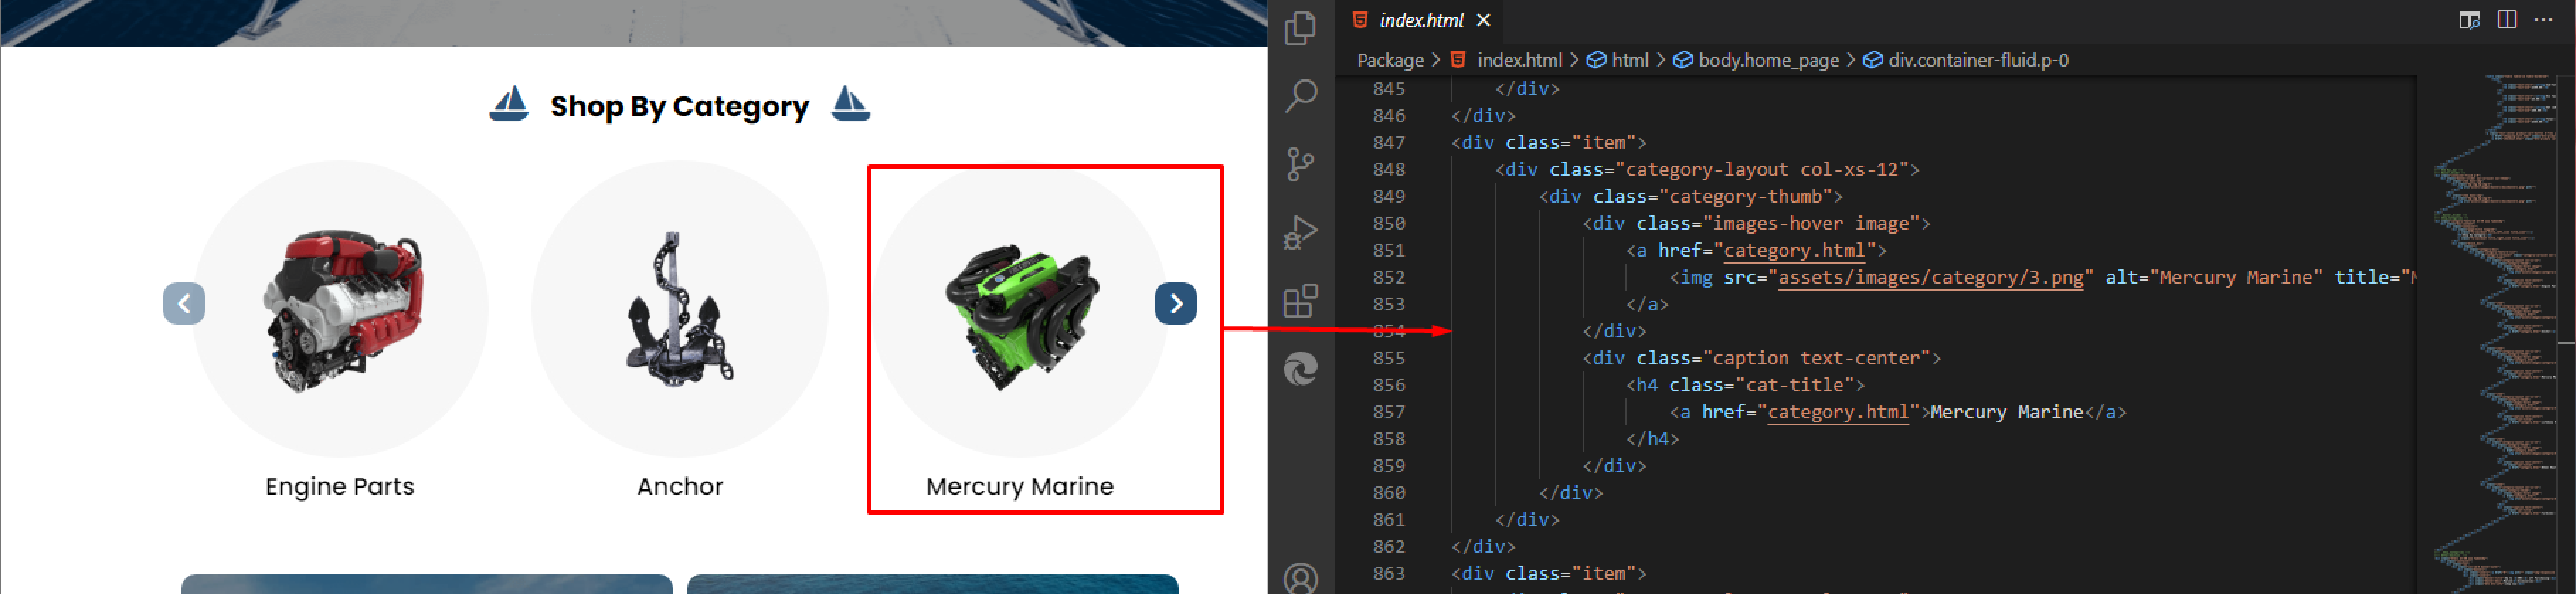 Shop By Category
Engine Parts
Anchor
Mercury Marine
index.html
Package > index.html > html > body.home_page > div.container-fluid.p-0
845 </div>
846 </div>
847 <div class="item">
848 <div class="category-layout col-xs-12">
849 <div class="category-thumb">
850 <div class="images-hover image">
851 <a href="category.html">
852 <img src="assets/images/category/3.png" alt="Mercury Marine" title="M
853 </a>
854 </div>
855 <div class="caption text-center">
856 <h4 class="cat-title">
857 <a href="category.html">Mercury Marine</a>
858 </h4>
859 </div>
860 </div>
861 </div>
862 </div>
863 <div class="item">